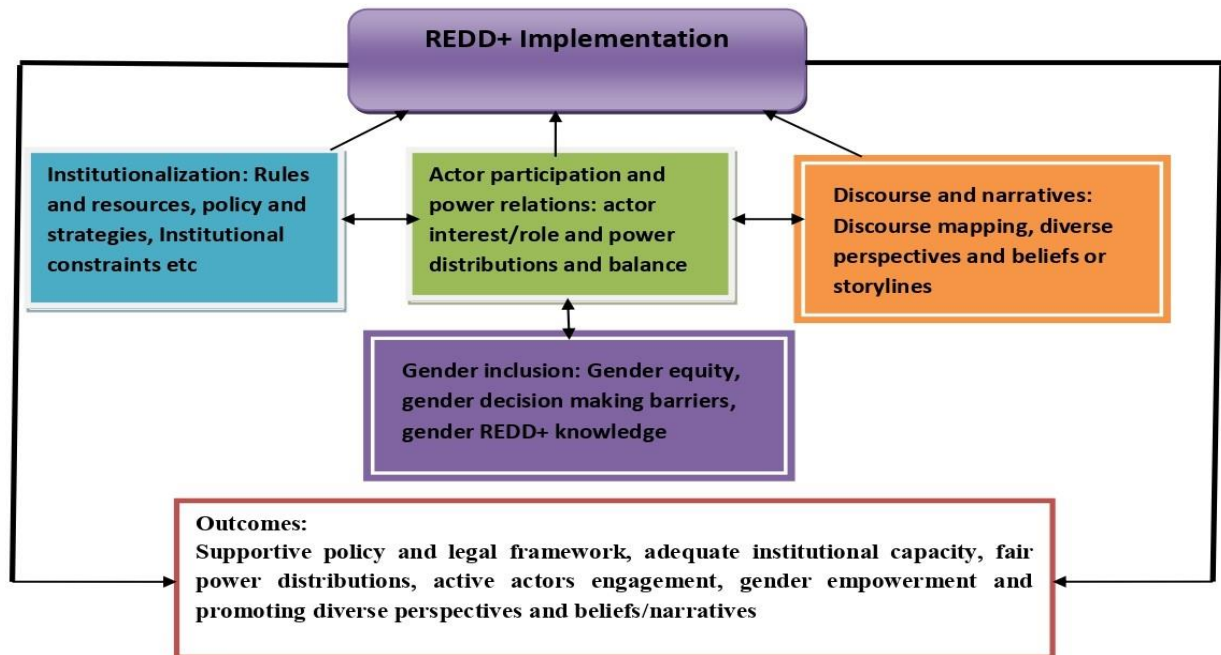 REDD+ Implementation
Institutionalization: Rules
and resources, policy and
strategies, Institutional
constraints etc
Actor participation and
power relations: actor
interest/role and power
distributions and balance
Discourse and narratives:
Discourse mapping, diverse
perspectives and beliefs or
storylines
Gender inclusion: Gender equity,
gender decision making barriers,
gender REDD+ knowledge
Outcomes:
Supportive policy and legal framework, adequate institutional capacity, fair
power distributions, active actors engagement, gender empowerment and
promoting diverse perspectives and beliefs/narratives